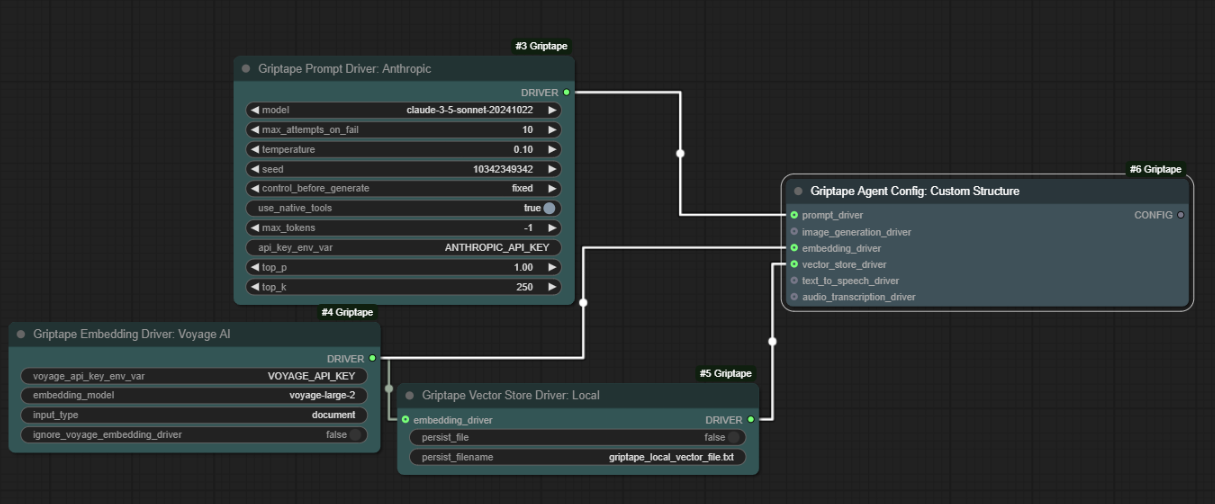 #3 Griptape
Griptape Prompt Driver: Anthropic
DRIVER
model claude-3-5-sonnet-20241022
max_attempts_on_fail 10
temperature 0.10
seed 10342349342
control_before_generate fixed
use_native_tools true
max_tokens -1
api_key_env_var ANTHROPIC_API_KEY
top_p 1.00
top_k 250
#4 Griptape
Griptape Embedding Driver: Voyage AI
DRIVER
voyage_api_key_env_var VOYAGE_API_KEY
embedding_model voyage-large-2
input_type document
ignore_voyage_embedding_driver false
#5 Griptape
Griptape Vector Store Driver: Local
embedding_driver DRIVER
persist_file false
persist_filename griptape_local_vector_file.txt
#6 Griptape
Griptape Agent Config: Custom Structure
prompt_driver CONFIG
image_generation_driver
embedding_driver
vector_store_driver
text_to_speech_driver
audio_transcription_driver